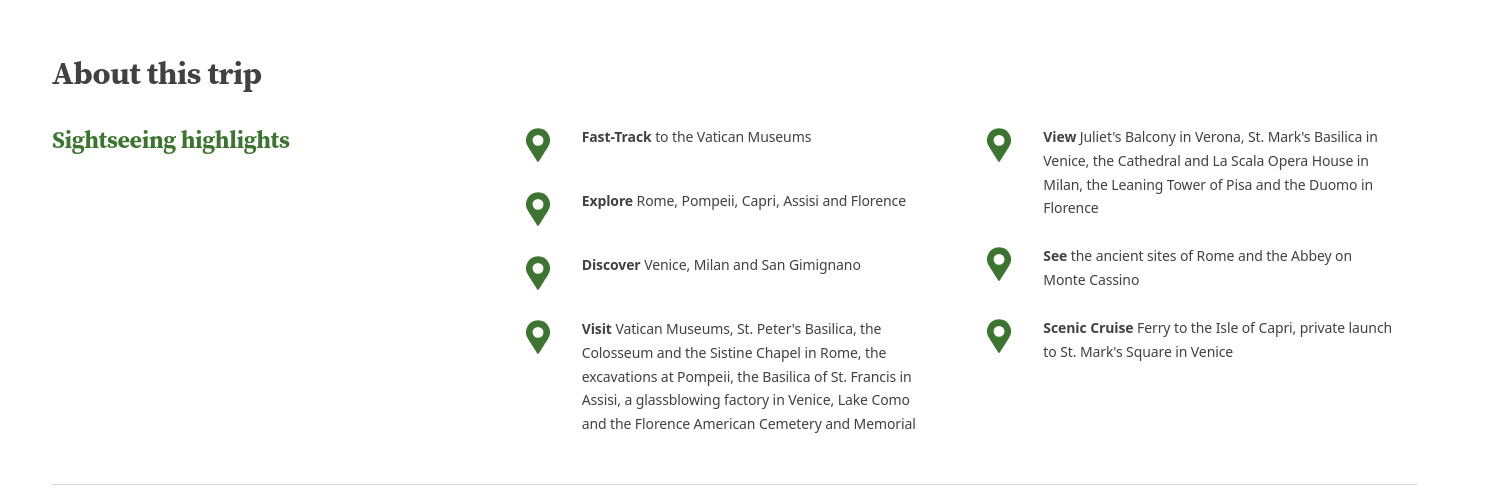 About this trip
Sightseeing highlights
Fast-Track to the Vatican Museums
Explore Rome, Pompeii, Capri, Assisi and Florence
Discover Venice, Milan and San Gimignano
Visit Vatican Museums, St. Peter's Basilica, the
Colosseum and the Sistine Chapel in Rome, the
excavations at Pompeii, the Basilica of St. Francis in
Assisi, a glassblowing factory in Venice, Lake Como
and the Florence American Cemetery and Memorial
View Juliet's Balcony in Verona, St. Mark's Basilica in
Venice, the Cathedral and La Scala Opera House in
Milan, the Leaning Tower of Pisa and the Duomo in
Florence
See the ancient sites of Rome and the Abbey on
Monte Cassino
Scenic Cruise Ferry to the Isle of Capri, private launch
to St. Mark's Square in Venice